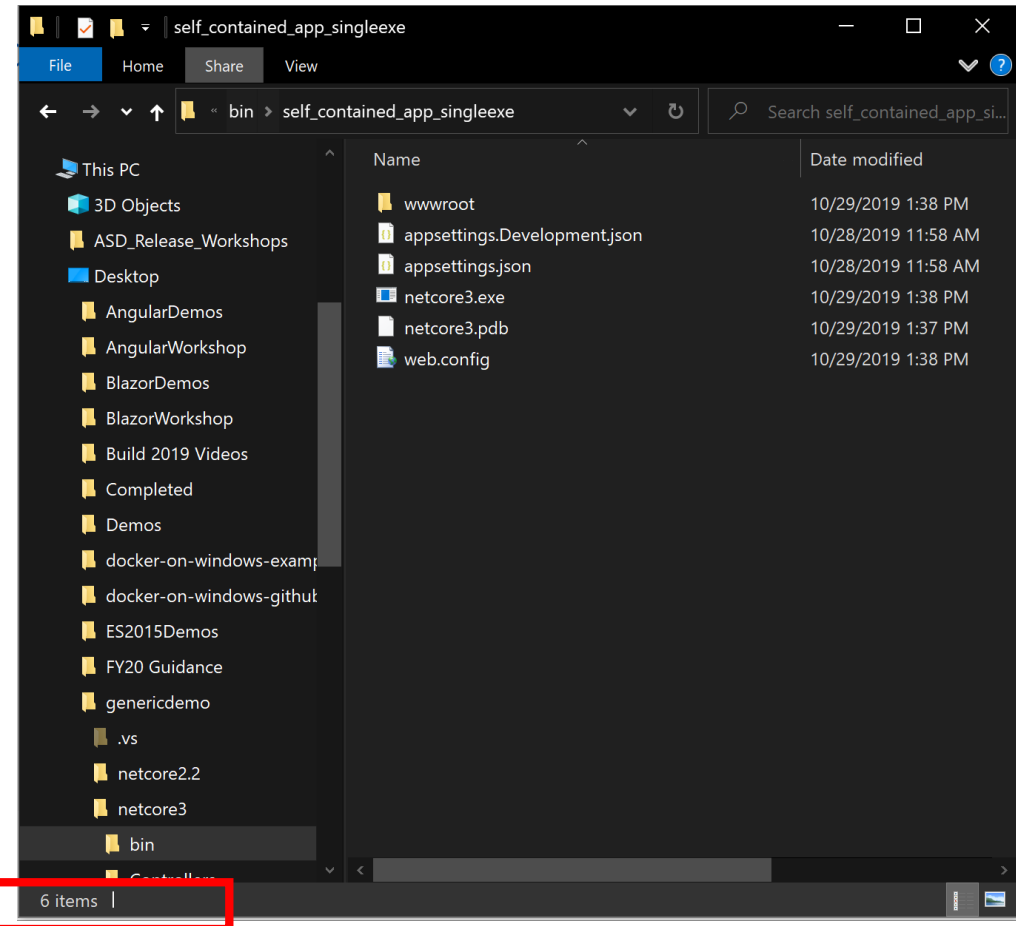 self_contained_app_singleexe
File Home Share View
« bin > self_contained_app_singleexe
Search self_contained_app_si...
Name Date modified
This PC
3D Objects
ASD_Release_Workshops
Desktop
AngularDemos
AngularWorkshop
BlazorDemos
BlazorWorkshop
Build 2019 Videos
Completed
Demos
docker-on-windows-examp
docker-on-windows-github
ES2015Demos
FY20 Guidance
genericdemo
.vs
netcore2.2
netcore3
bin
Controllers
wwwroot 10/29/2019 1:38 PM
appsettings.Development.json 10/28/2019 11:58 AM
appsettings.json 10/28/2019 11:58 AM
netcore3.exe 10/29/2019 1:38 PM
netcore3.pdb 10/29/2019 1:37 PM
web.config 10/29/2019 1:38 PM
6 items